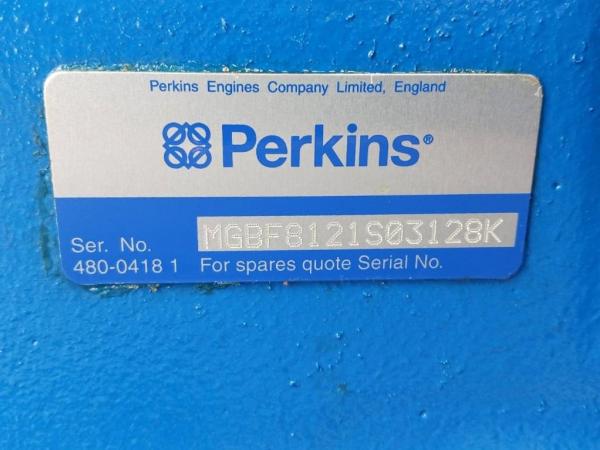 Perkins Engines Company Limited, England
Perkins®
Ser. No. MGBF8121S03128K
480-0418 1 For spares quote Serial No.